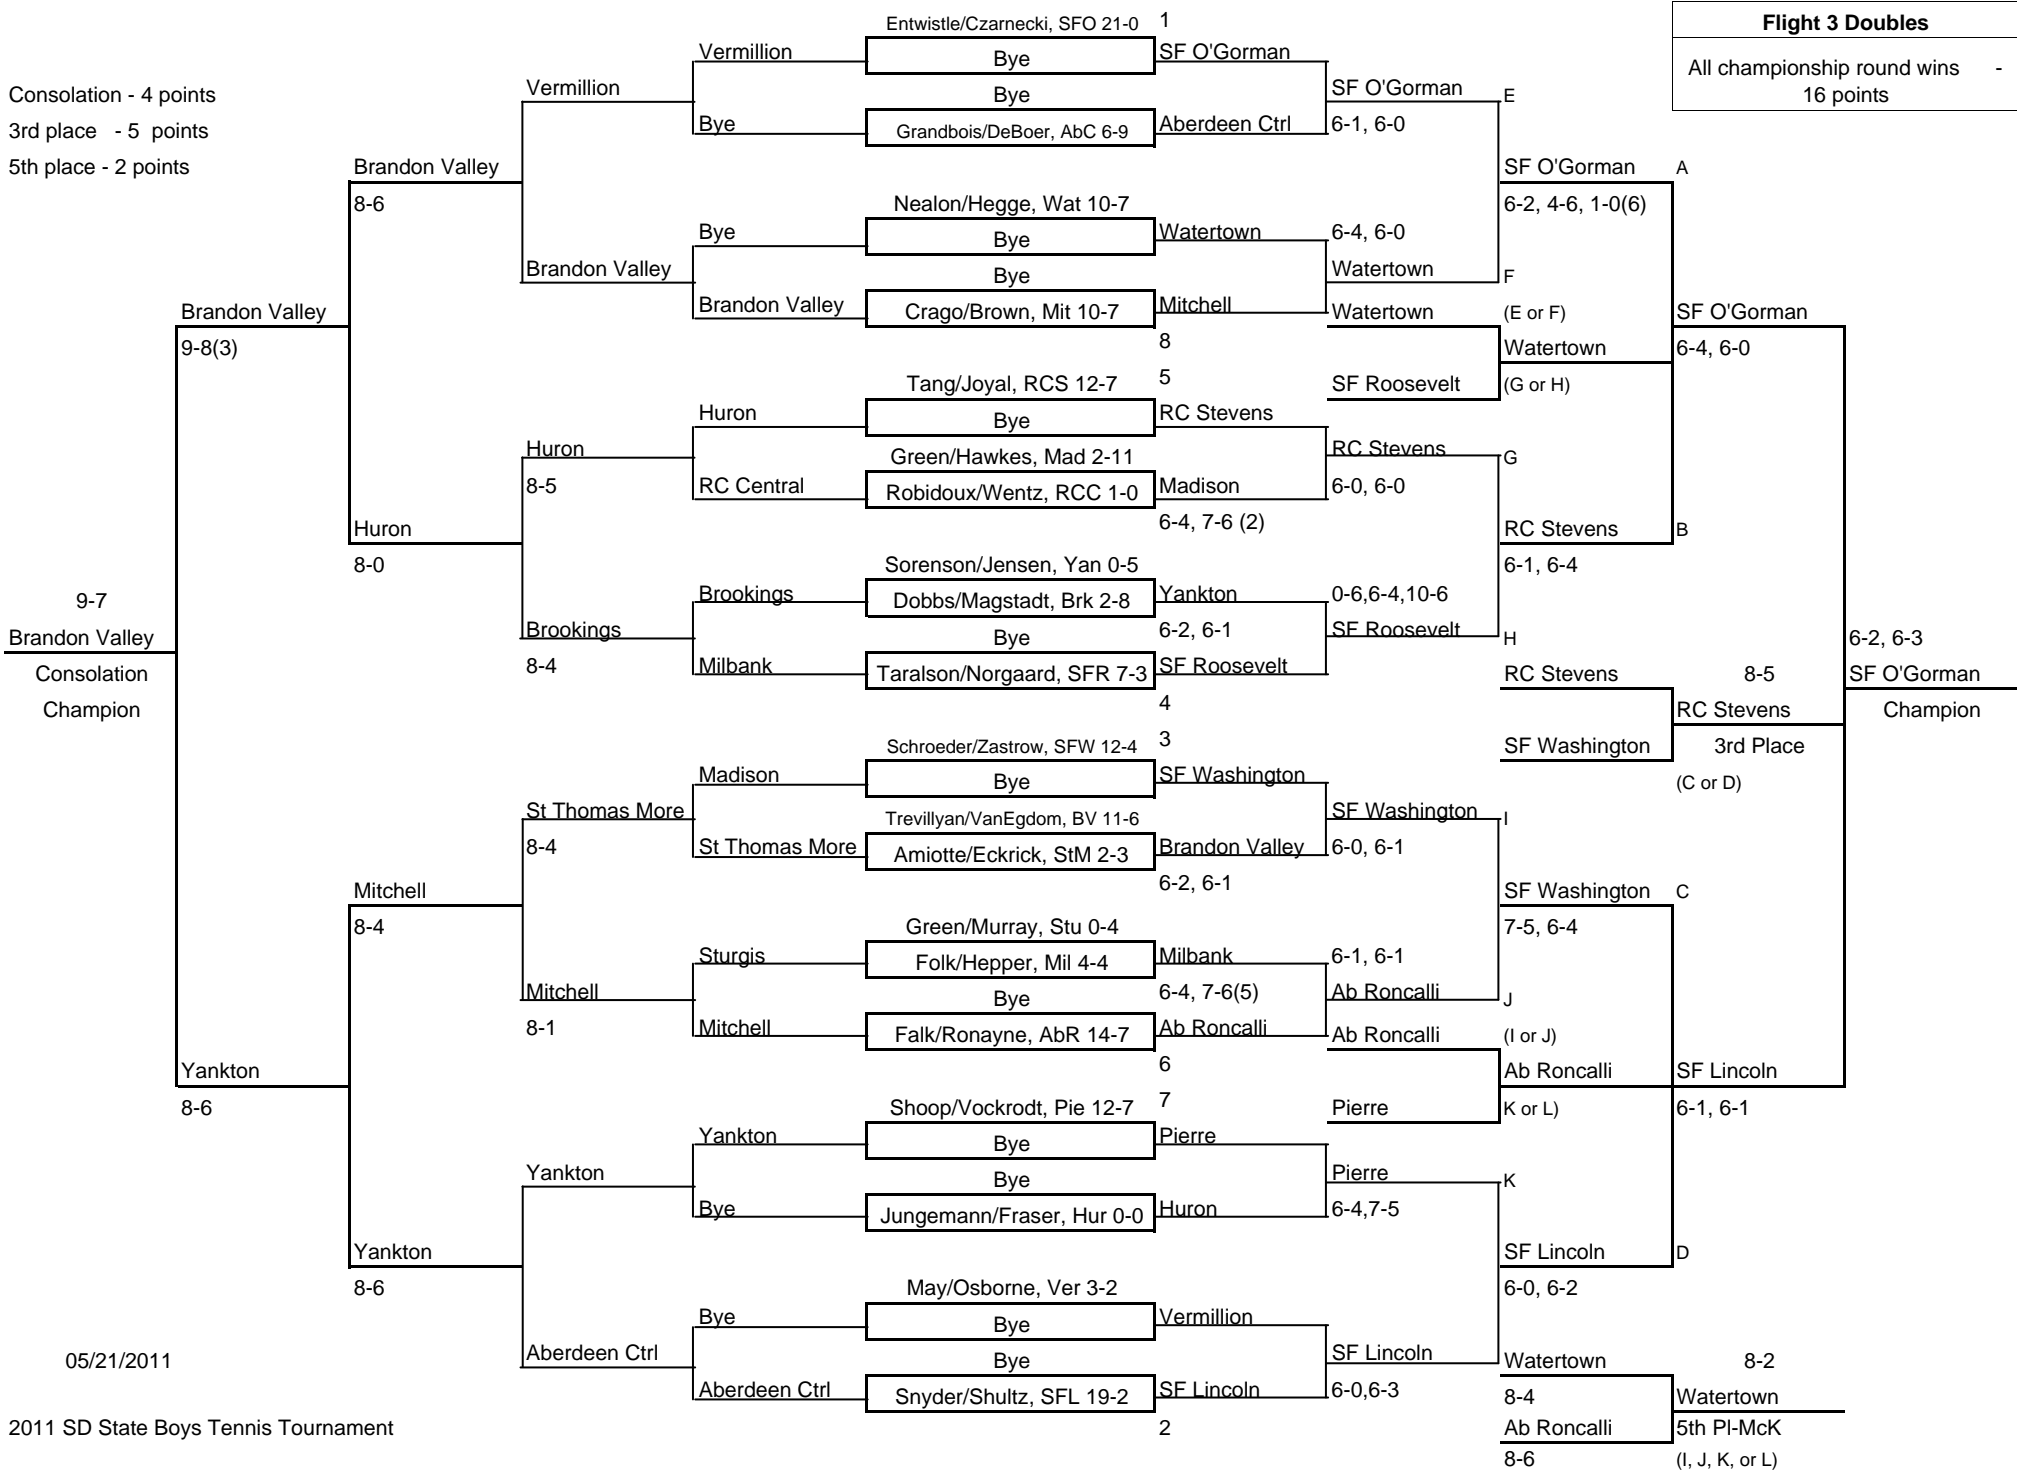 Flight 3 Doubles
All championship round wins -
16 points
Consolation - 4 points
3rd place - 5 points
5th place - 2 points
9-7
Brandon Valley
Consolation
Champion
05/21/2011
2011 SD State Boys Tennis Tournament
Brandon Valley
9-8(3)
Yankton
8-6
Brandon Valley
8-6
Huron
8-0
Mitchell
8-4
Yankton
8-6
Vermillion
Brandon Valley
Huron
8-5
Brookings
8-4
St Thomas More
8-4
Mitchell
8-1
Yankton
Aberdeen Ctrl
Vermillion
Bye
Bye
Brandon Valley
Huron
RC Central
Brookings
Milbank
Madison
St Thomas More
Sturgis
Mitchell
Yankton
Bye
Bye
Aberdeen Ctrl
Entwistle/Czarnecki, SFO 21-0
Bye
Bye
Grandbois/DeBoer, AbC 6-9
Nealon/Hegge, Wat 10-7
Bye
Bye
Crago/Brown, Mit 10-7
Tang/Joyal, RCS 12-7
Bye
Green/Hawkes, Mad 2-11
Robidoux/Wentz, RCC 1-0
Sorenson/Jensen, Yan 0-5
Dobbs/Magstadt, Brk 2-8
Bye
Taralson/Norgaard, SFR 7-3
Schroeder/Zastrow, SFW 12-4
Bye
Trevillyan/VanEgdom, BV 11-6
Amiotte/Eckrick, StM 2-3
Green/Murray, Stu 0-4
Folk/Hepper, Mil 4-4
Bye
Falk/Ronayne, AbR 14-7
Shoop/Vockrodt, Pie 12-7
Bye
Bye
Jungemann/Fraser, Hur 0-0
May/Osborne, Ver 3-2
Bye
Bye
Snyder/Shultz, SFL 19-2
1
SF O'Gorman
Aberdeen Ctrl
Watertown
Mitchell
8
5
RC Stevens
Madison
6-4, 7-6 (2)
Yankton
6-2, 6-1
SF Roosevelt
4
3
SF Washington
Brandon Valley
6-2, 6-1
Milbank
6-4, 7-6(5)
Ab Roncalli
6
7
Pierre
Huron
Vermillion
SF Lincoln
2
SF O'Gorman
6-1, 6-0
6-4, 6-0
Watertown
Watertown
SF Roosevelt
RC Stevens
6-0, 6-0
0-6,6-4,10-6
SF Roosevelt
SF Washington
6-0, 6-1
6-1, 6-1
Ab Roncalli
Ab Roncalli
Pierre
Pierre
6-4,7-5
SF Lincoln
6-0,6-3
E
SF O'Gorman
6-2, 4-6, 1-0(6)
F
(E or F)
Watertown
(G or H)
G
RC Stevens
6-1, 6-4
H
RC Stevens
SF Washington
I
SF Washington
7-5, 6-4
J
(I or J)
Ab Roncalli
K or L)
K
SF Lincoln
6-0, 6-2
Watertown
8-4
Ab Roncalli
8-6
A
SF O'Gorman
6-4, 6-0
B
8-5
RC Stevens
3rd Place
(C or D)
C
SF Lincoln
6-1, 6-1
D
8-2
Watertown
5th Pl-McK
(I, J, K, or L)
6-2, 6-3
SF O'Gorman
Champion